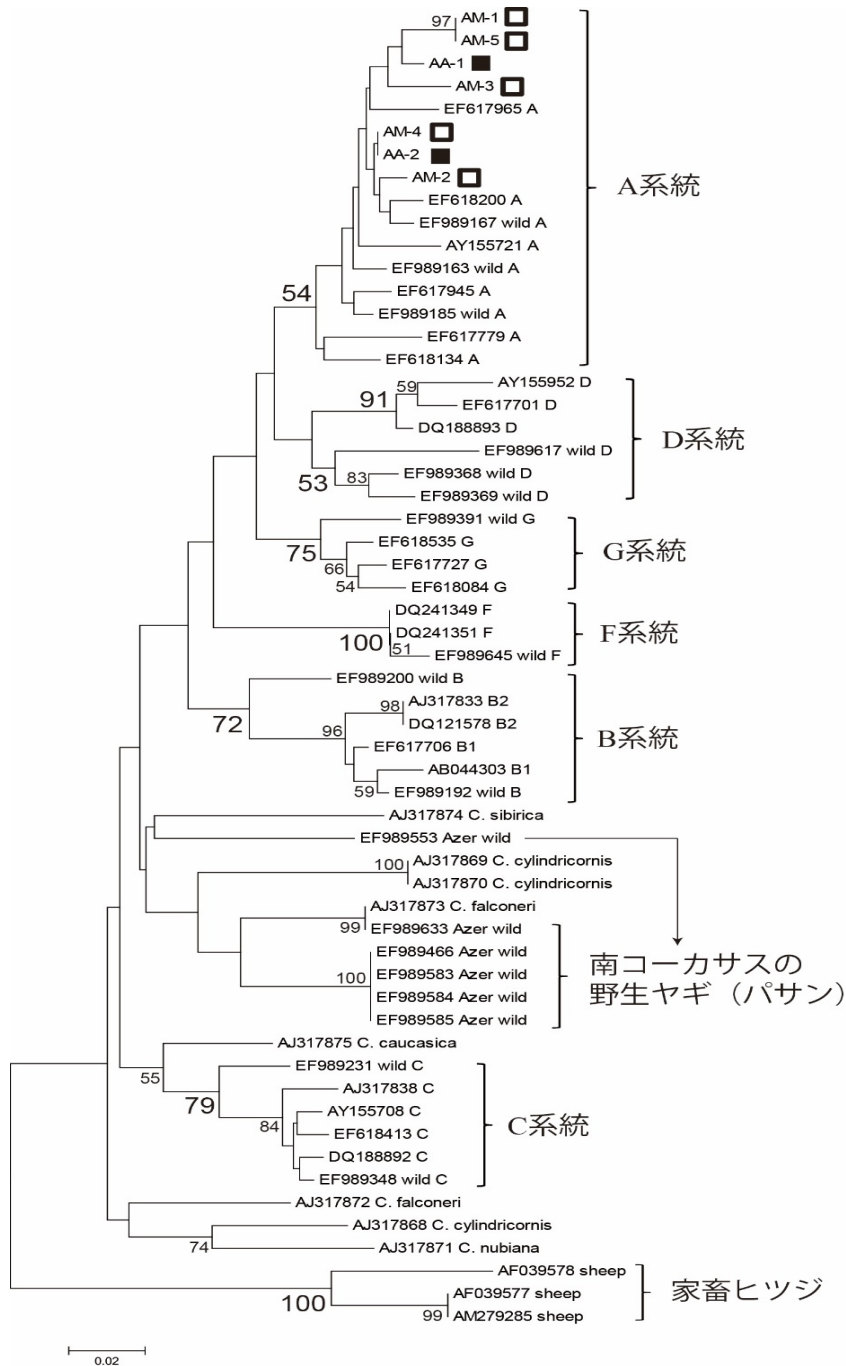 97
AM-1
AM-5
AA-1
AM-3
EF617965 A
AM-4
AA-2
AM-2
EF618200 A
EF989167 wild A
AY155721 A
EF989163 wild A
EF617945 A
EF989185 wild A
EF617779 A
EF618134 A
54
A系統
AY155952 D
59
EF617701 D
91
DQ188893 D
EF989617 wild D
53
83
EF989368 wild D
EF989369 wild D
D系統
EF989391 wild G
75
EF618535 G
66
EF617727 G
54
EF618084 G
G系統
DQ241349 F
100
DQ241351 F
51
EF989645 wild F
F系統
EF989200 wild B
72
98
AJ317833 B2
DQ121578 B2
96
EF617706 B1
AB044303 B1
59
EF989192 wild B
B系統
AJ317874 C. sibirica
EF989553 Azer wild
100
AJ317869 C. cylindricornis
AJ317870 C. cylindricornis
AJ317873 C. falconeri
99
EF989633 Azer wild
EF989466 Azer wild
100
EF989583 Azer wild
EF989584 Azer wild
EF989585 Azer wild
南コーカサスの
野生ヤギ（パサン）
AJ317875 C. caucasica
55
EF989231 wild C
79
AJ317838 C
84
AY155708 C
EF618413 C
DQ188892 C
EF989348 wild C
C系統
AJ317872 C. falconeri
AJ317868 C. cylindricornis
74
AJ317871 C. nubiana
AF039578 sheep
100
AF039577 sheep
99
AM279285 sheep
家畜ヒツジ
0.02